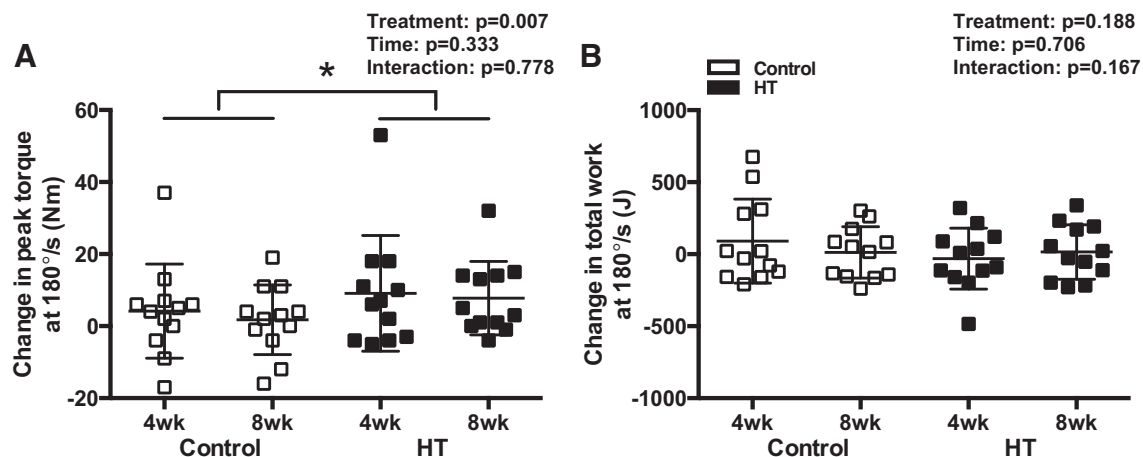 A
Treatment: p=0.007
Time: p=0.333
Interaction: p=0.778
*
Change in peak torque
at 180°/s (Nm)
60
40
20
0
-20
4wk
8wk
4wk
8wk
Control
HT
B
Treatment: p=0.188
Time: p=0.706
Interaction: p=0.167
Control
HT
Change in total work
at 180°/s (J)
1000
500
0
-500
-1000
4wk
8wk
4wk
8wk
Control
HT